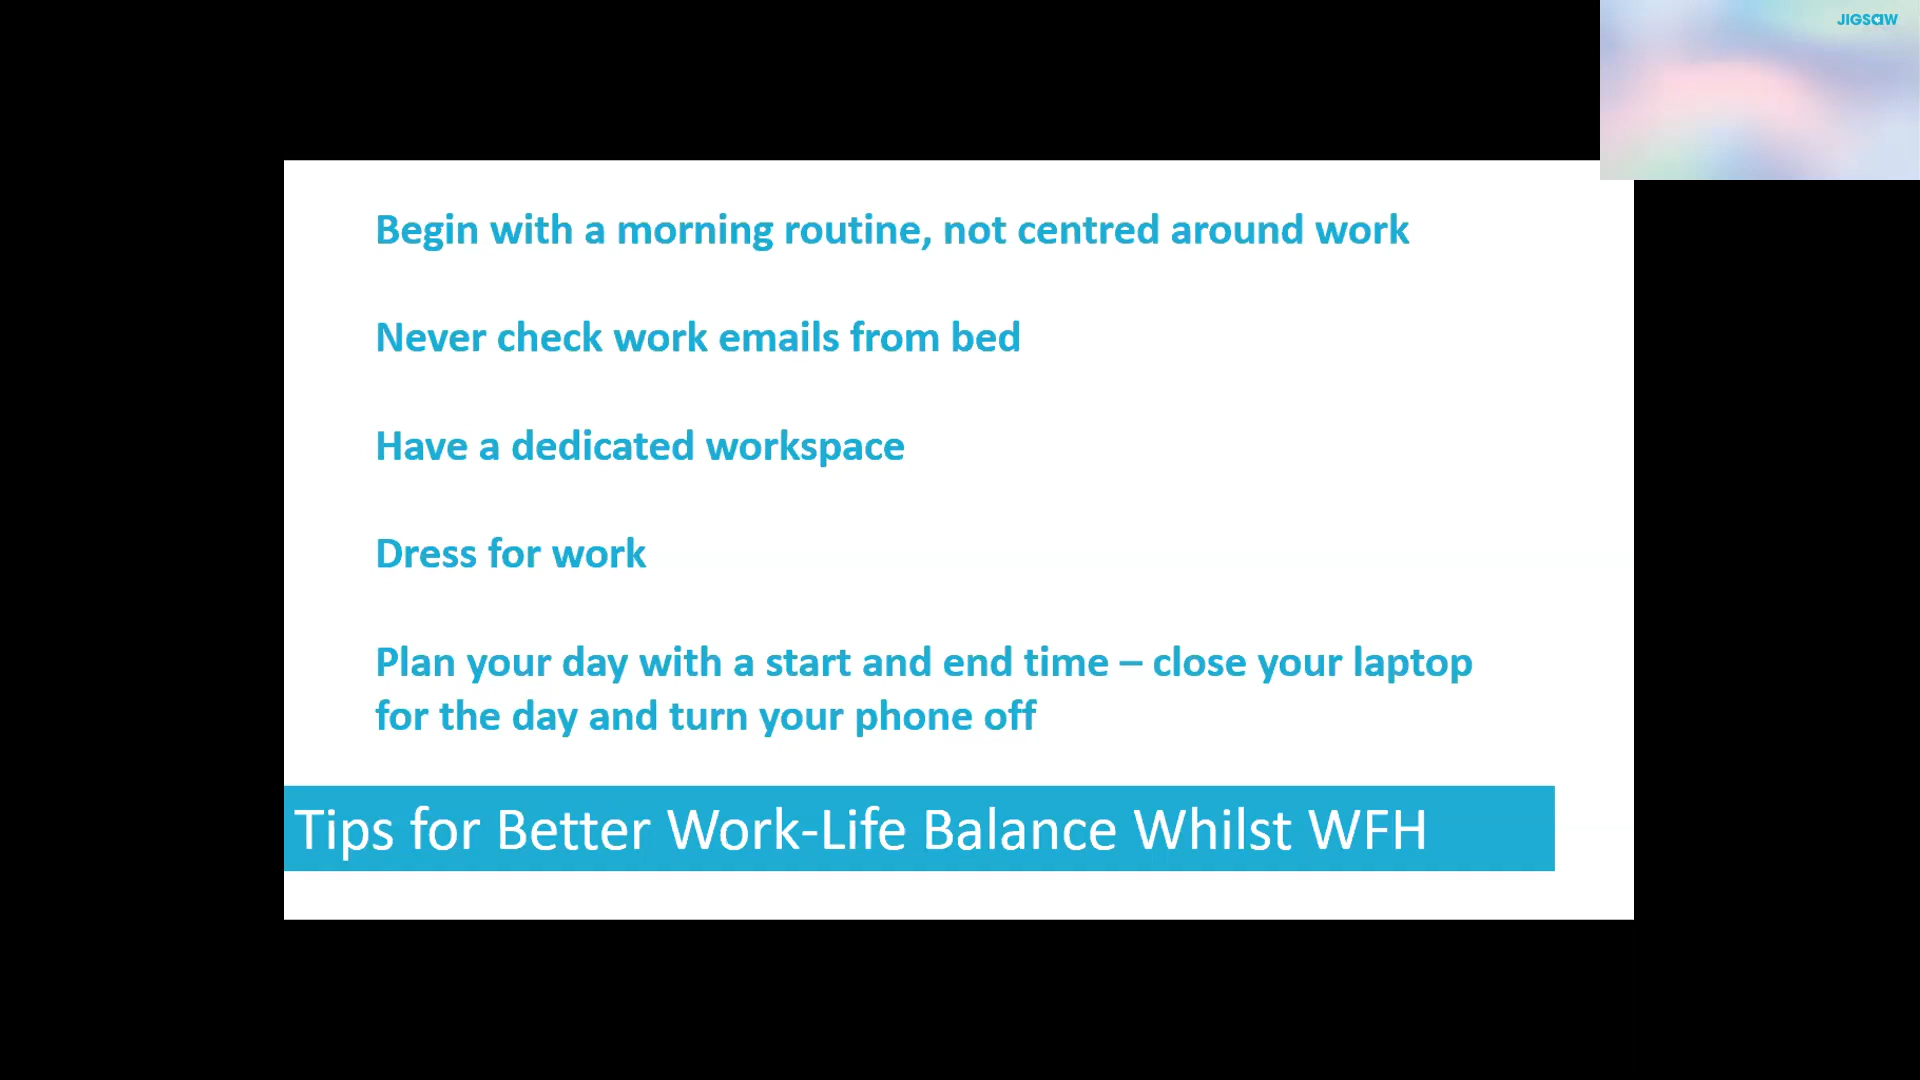 JIGSAW
Begin with a morning routine, not centred around work
Never check work emails from bed
Have a dedicated workspace
Dress for work
Plan your day with a start and end time – close your laptop
for the day and turn your phone off
Tips for Better Work-Life Balance Whilst WFH